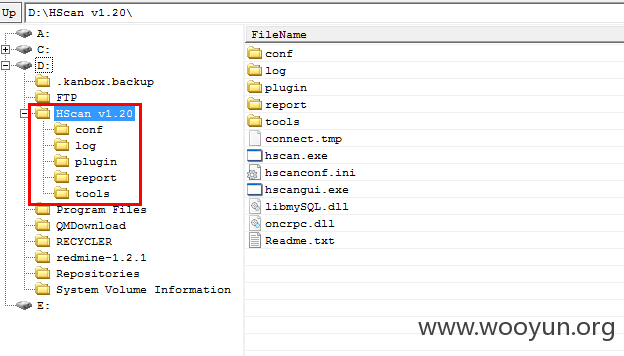 Up D:\HScan v1.20\
A:
C:
D:
.kanbox.backup
FTP
HScan v1.20
conf
log
plugin
report
tools
Program Files
QMDownload
RECYCLER
redmine-1.2.1
Repositories
System Volume Information
E:
FileName
conf
log
plugin
report
tools
connect.tmp
hscan.exe
hscanconf.ini
hscangui.exe
libmySQL.dll
oncrpc.dll
Readme.txt
www.wooyun.org